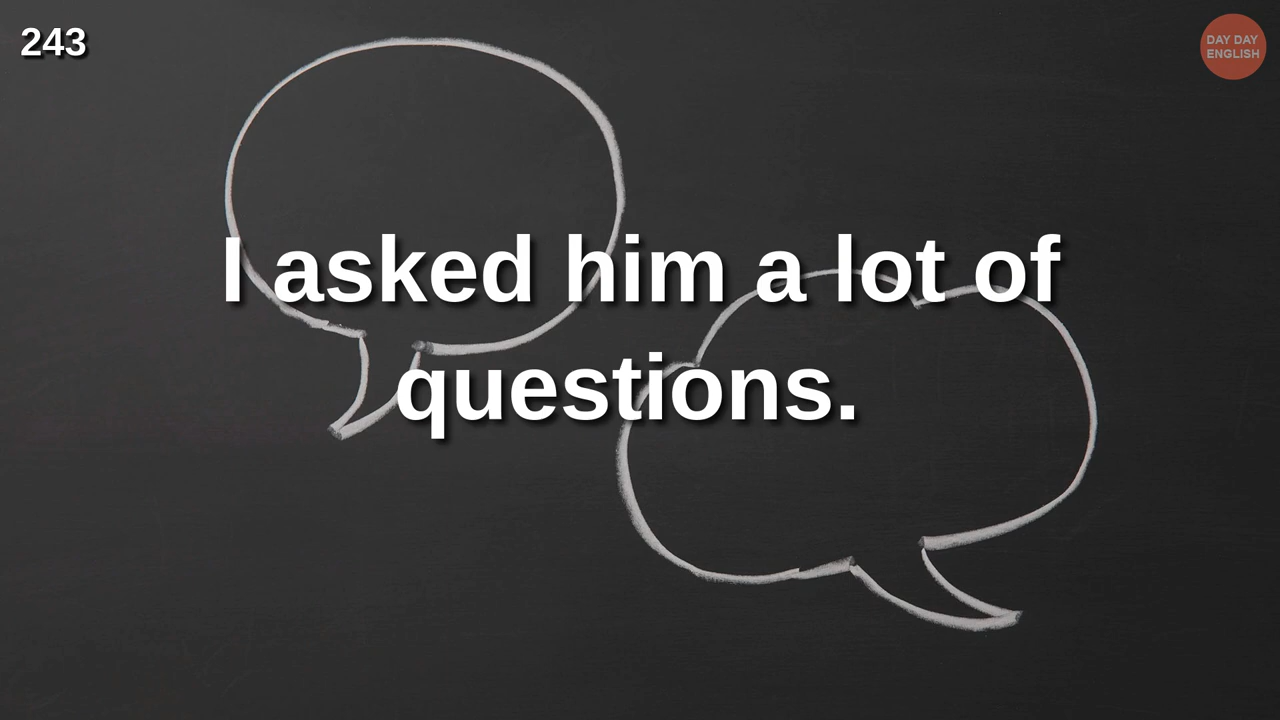 243
DAY DAY
ENGLISH
I asked him a lot of
questions.